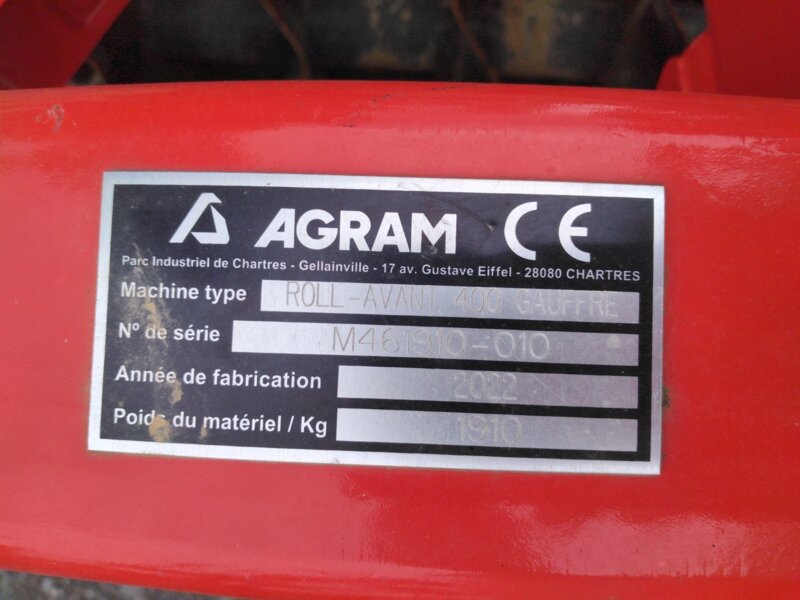 AGRAM CE
Parc Industriel de Chartres - Gellainville - 17 av. Gustave Eiffel - 28080 CHARTRES
Machine type ROLL-AVANT 400 GAUFFRE
Nº de série M461910-010
Année de fabrication 2022
Poids du matériel / Kg 1910